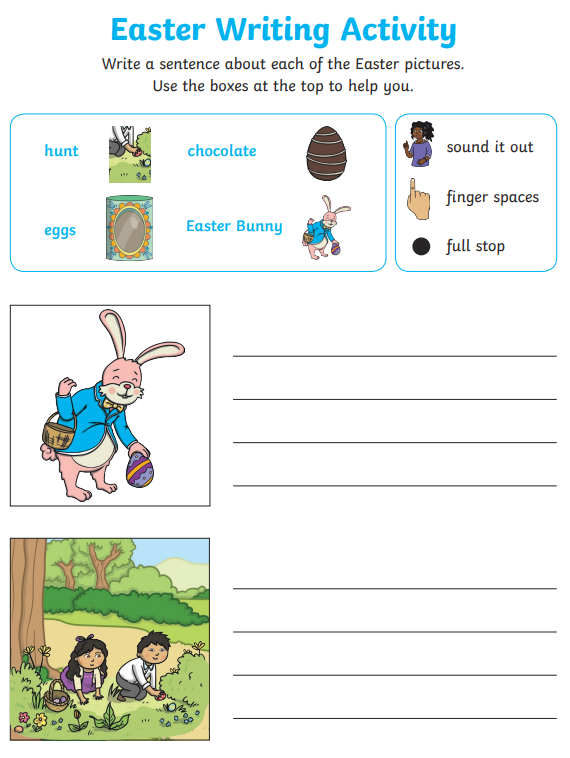 Easter Writing Activity
Write a sentence about each of the Easter pictures.
Use the boxes at the top to help you.
hunt
chocolate
eggs
Easter Bunny
sound it out
finger spaces
full stop